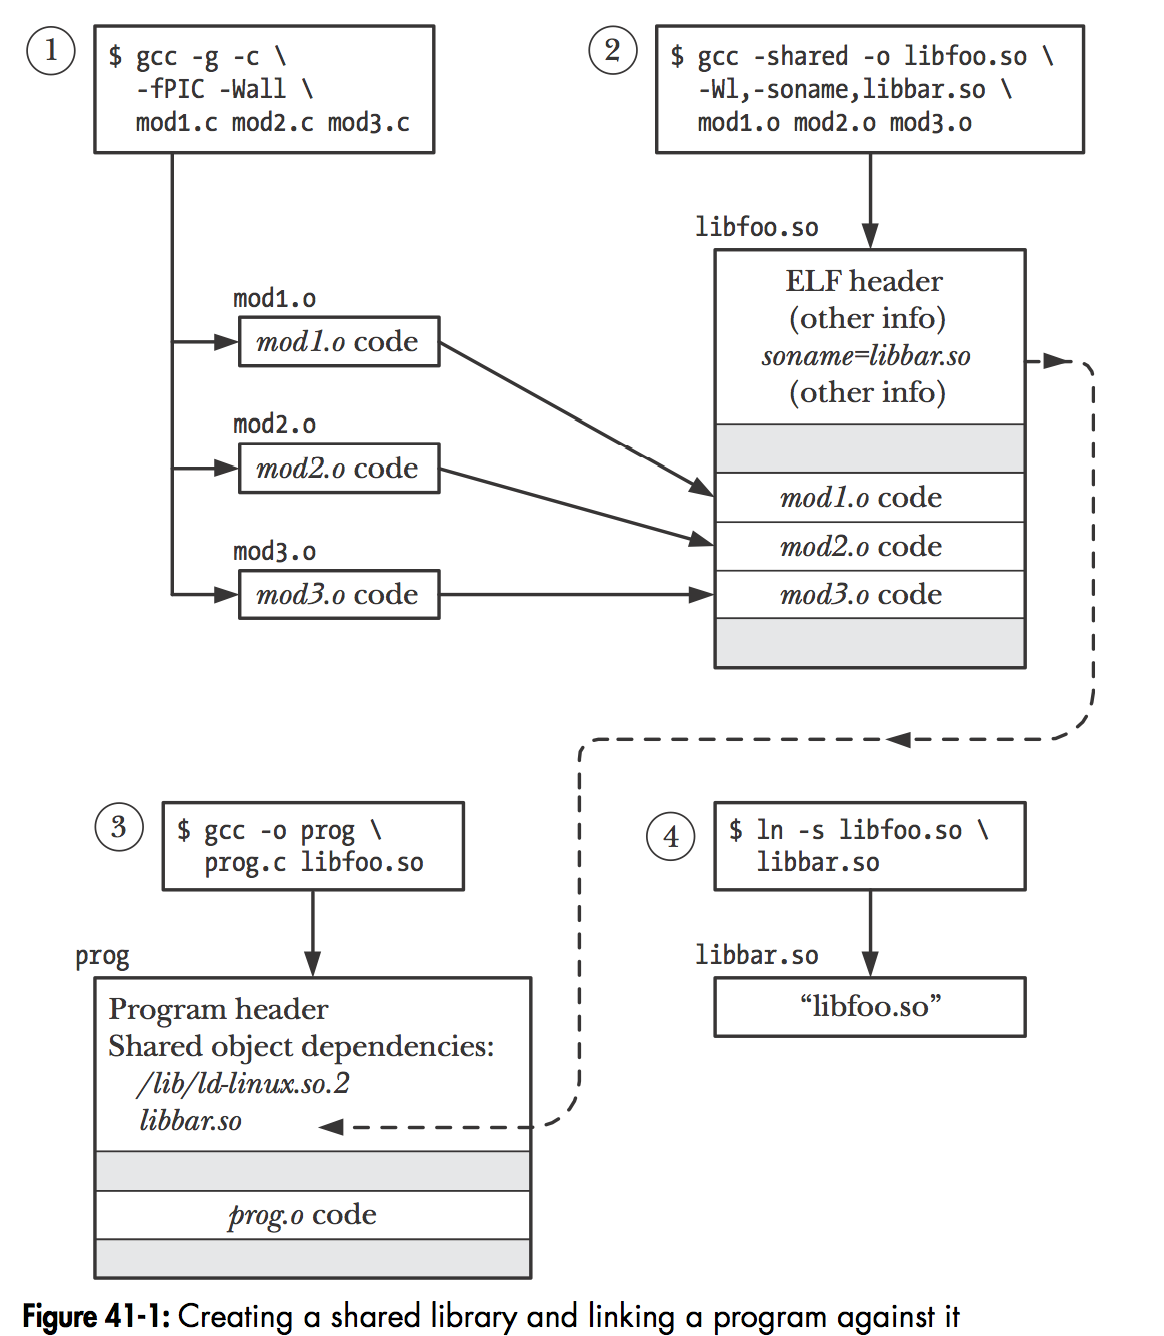 1
$ gcc -g -c \
-fPIC -Wall \
mod1.c mod2.c mod3.c
2
$ gcc -shared -o libfoo.so \
-Wl,-soname,libbar.so \
mod1.o mod2.o mod3.o
libfoo.so
ELF header
(other info)
soname=libbar.so
(other info)
mod1.o
mod1.o code
mod2.o
mod2.o code
mod3.o
mod3.o code
mod1.o code
mod2.o code
mod3.o code
3
$ gcc -o prog \
prog.c libfoo.so
4
$ ln -s libfoo.so \
libbar.so
prog
Program header
Shared object dependencies:
/lib/ld-linux.so.2
libbar.so
prog.o code
libbar.so
“libfoo.so”
Figure 41-1: Creating a shared library and linking a program against it